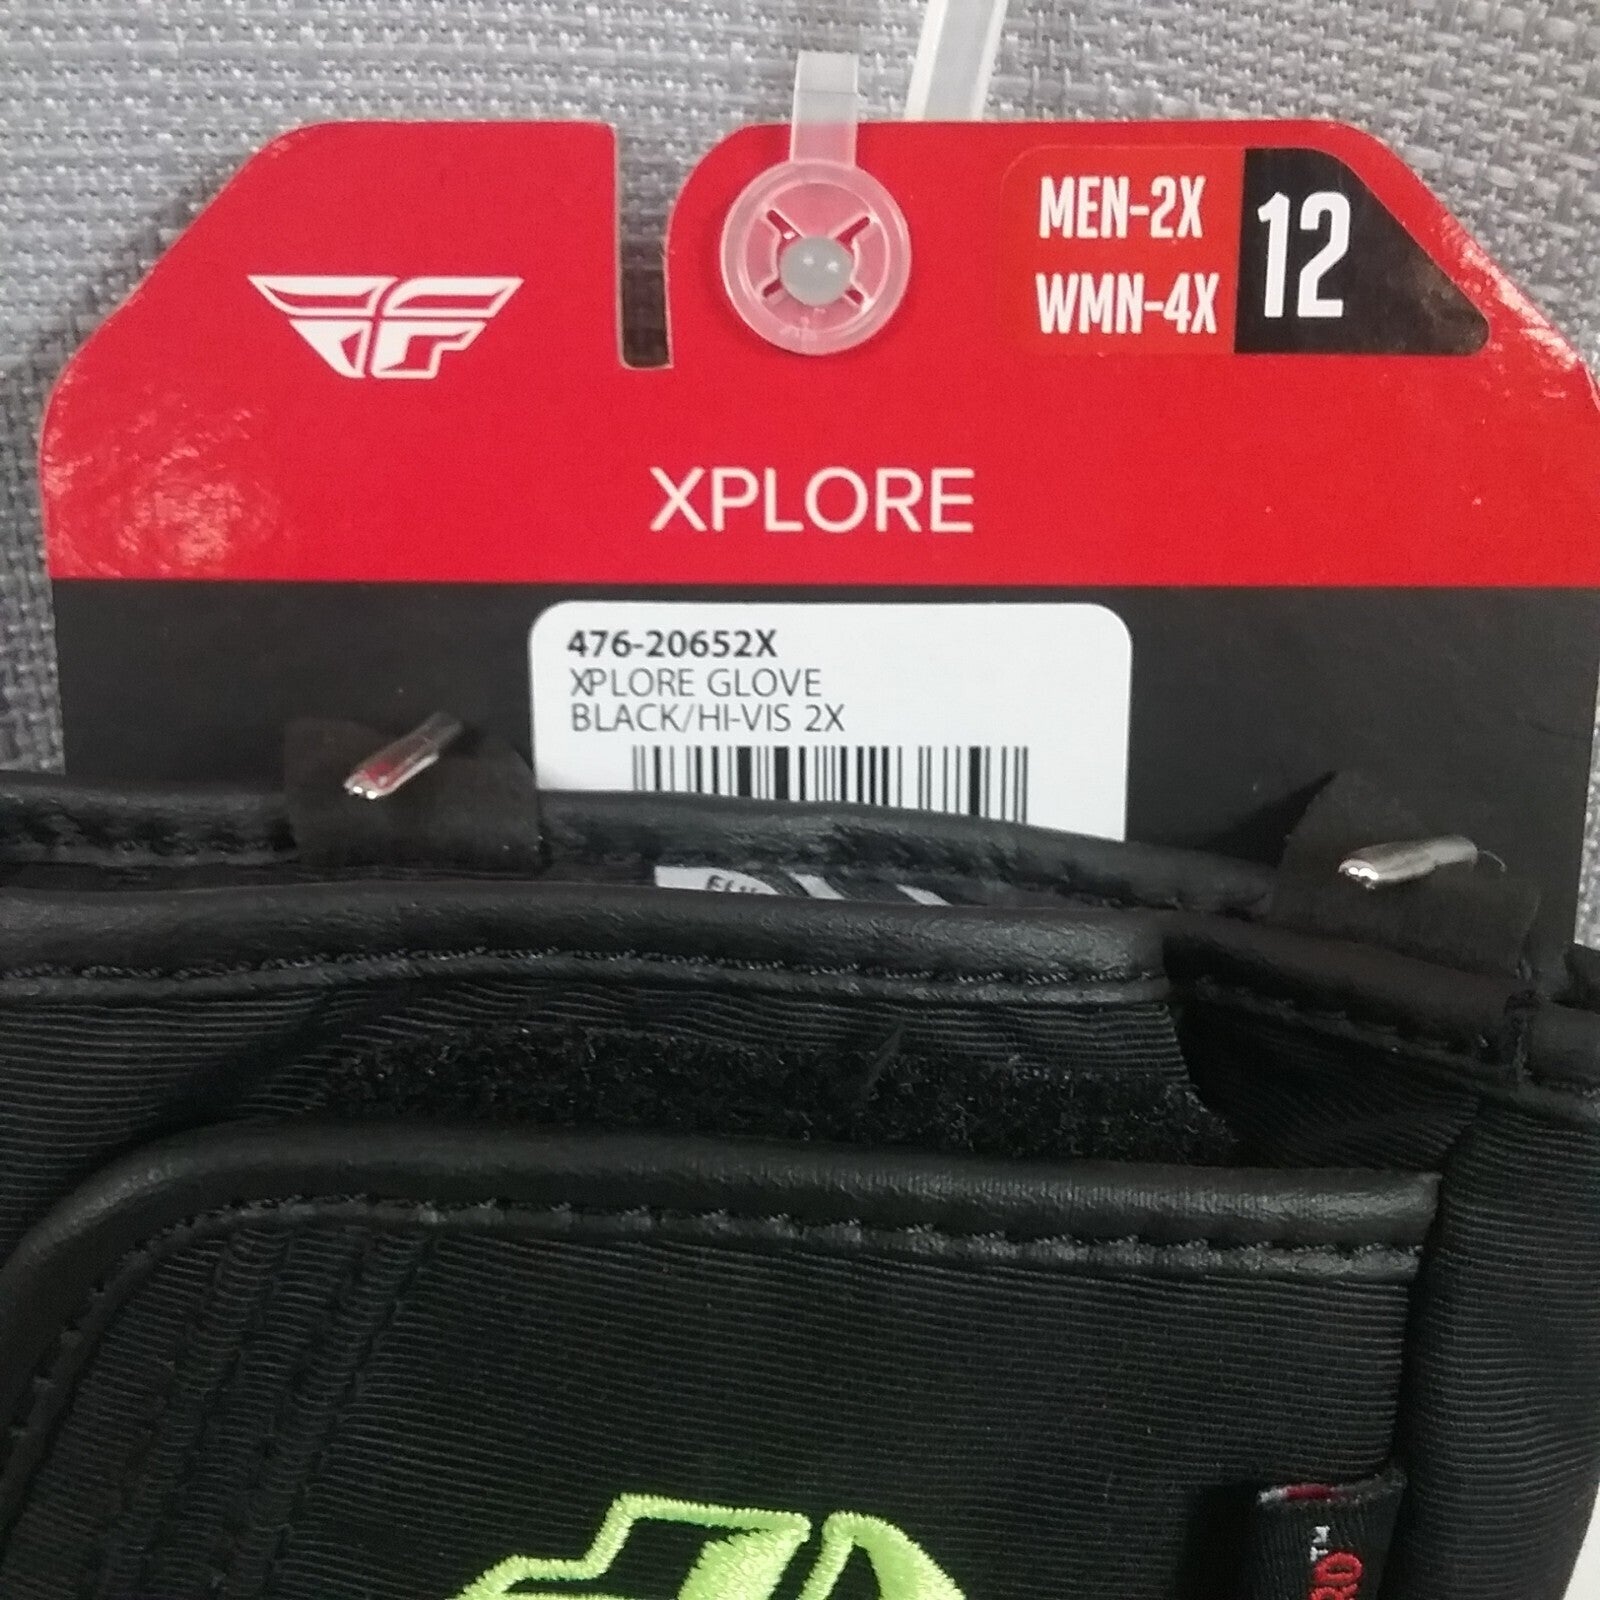 MEN-2X
WMN-4X
12
XPLORE
476-20652X
XPLORE GLOVE
BLACK/HI-VIS 2X